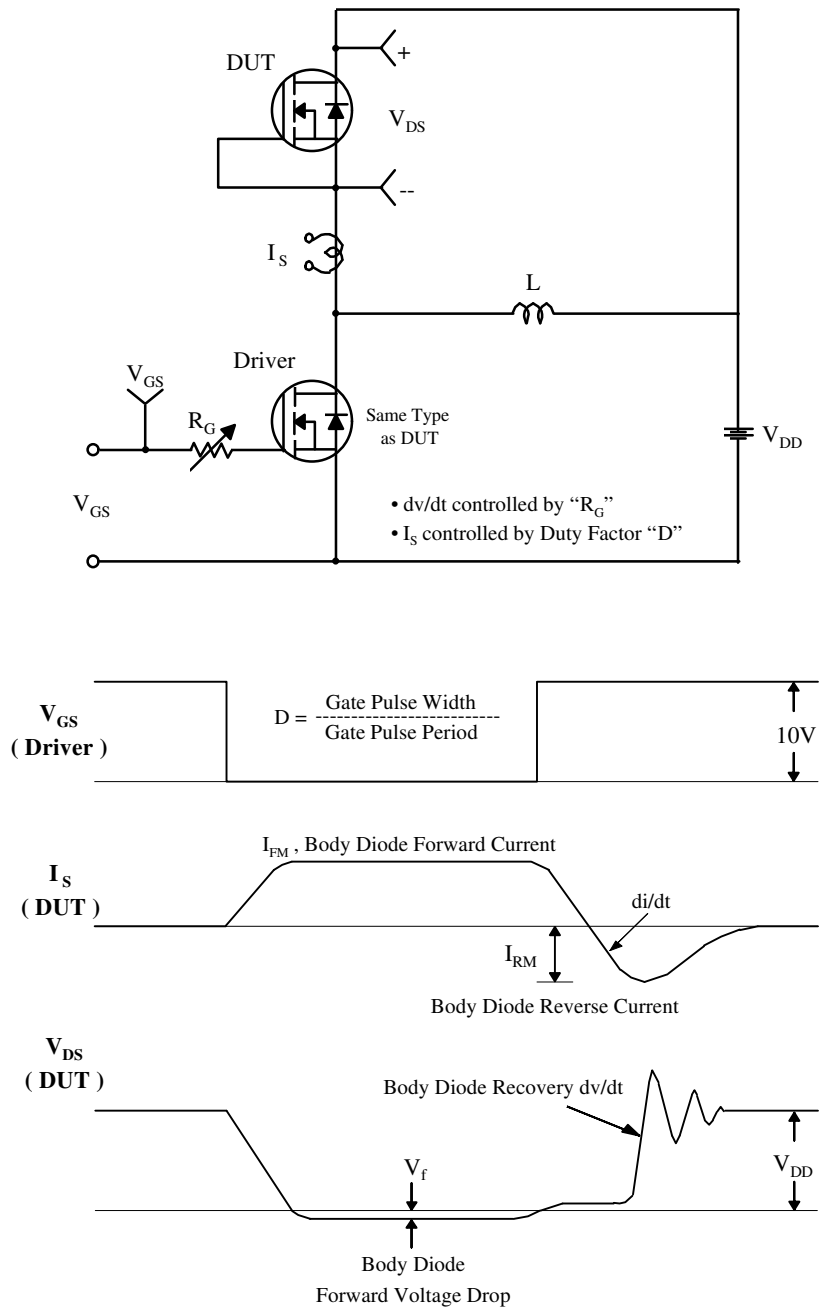 DUT
+
V_DS
--
I_S
L
Driver
V_GS
R_G
Same Type
as DUT
V_DD
V_GS
• dv/dt controlled by “R_G”
• I_S controlled by Duty Factor “D”
V_GS
( Driver )
D = Gate Pulse Width
--------------------------
Gate Pulse Period
10V
I_FM , Body Diode Forward Current
I_S
( DUT )
di/dt
I_RM
Body Diode Reverse Current
V_DS
( DUT )
Body Diode Recovery dv/dt
V_f
V_DD
Body Diode
Forward Voltage Drop